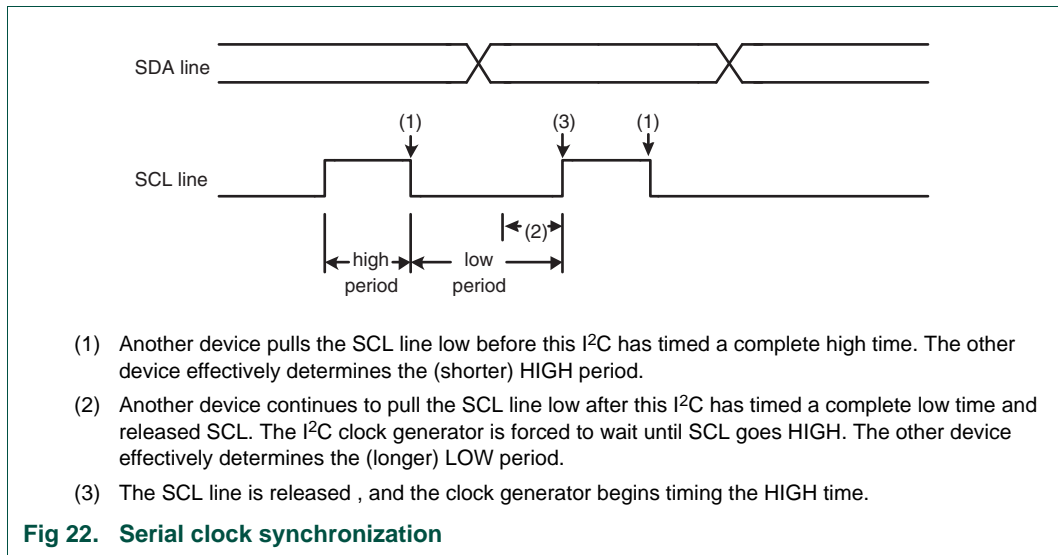 SDA line
(1) (3) (1)
SCL line
(2)
high low
period period
(1) Another device pulls the SCL line low before this I2C has timed a complete high time. The other
device effectively determines the (shorter) HIGH period.
(2) Another device continues to pull the SCL line low after this I2C has timed a complete low time and
released SCL. The I2C clock generator is forced to wait until SCL goes HIGH. The other device
effectively determines the (longer) LOW period.
(3) The SCL line is released , and the clock generator begins timing the HIGH time.
Fig 22. Serial clock synchronization